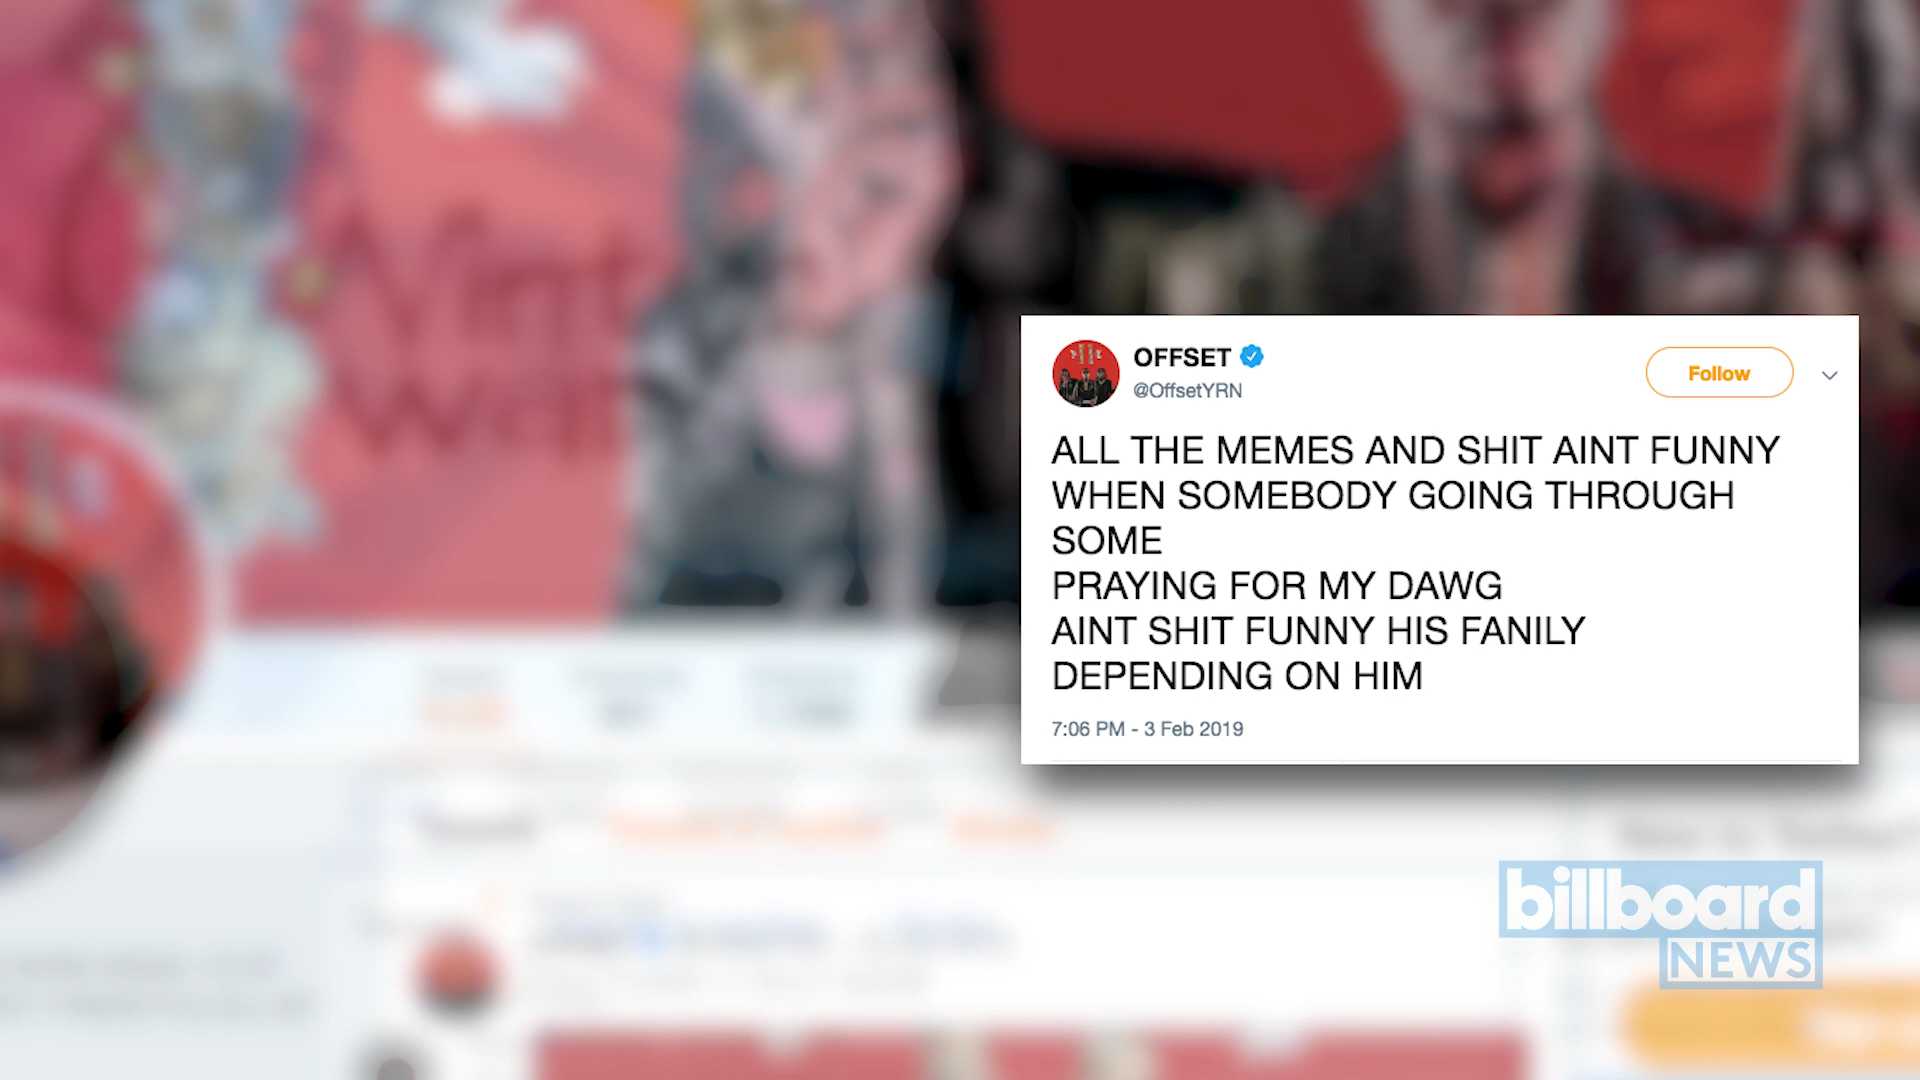 OFFSET
@OffsetYRN
Follow
ALL THE MEMES AND SHIT AINT FUNNY
WHEN SOMEBODY GOING THROUGH
SOME
PRAYING FOR MY DAWG
AINT SHIT FUNNY HIS FANILY
DEPENDING ON HIM
7:06 PM - 3 Feb 2019
billboard
NEWS